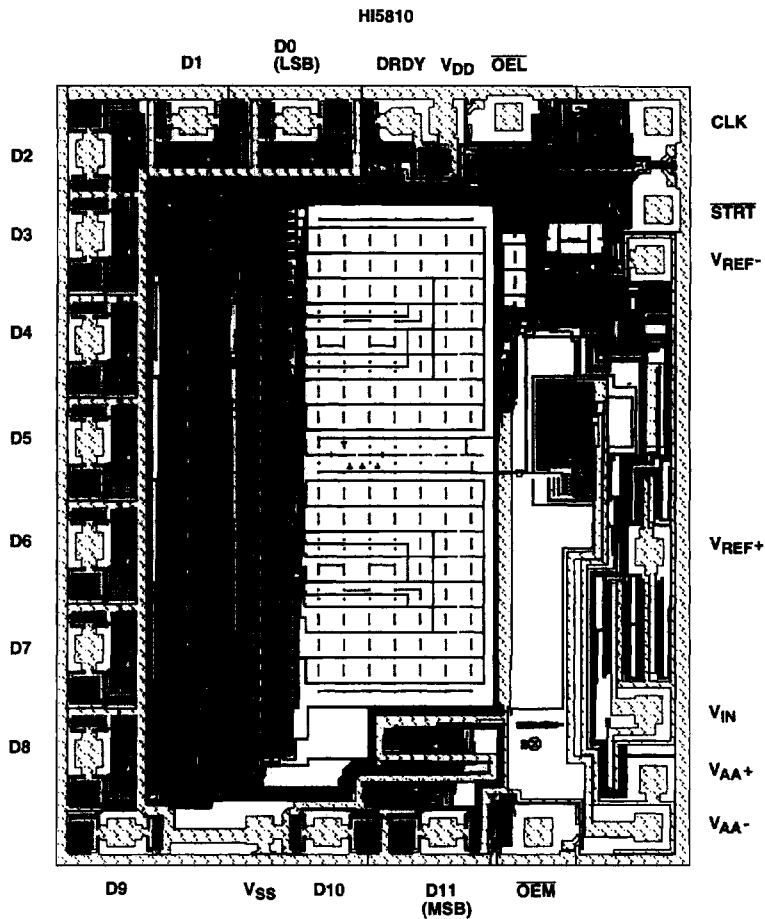 HI5810
D1
D0
(LSB)
DRDY
VDD
OEL
CLK
STRT
VREF-
VREF+
VIN
VAA+
VAA-
D2
D3
D4
D5
D6
D7
D8
D9
VSS
D10
D11
(MSB)
OEM